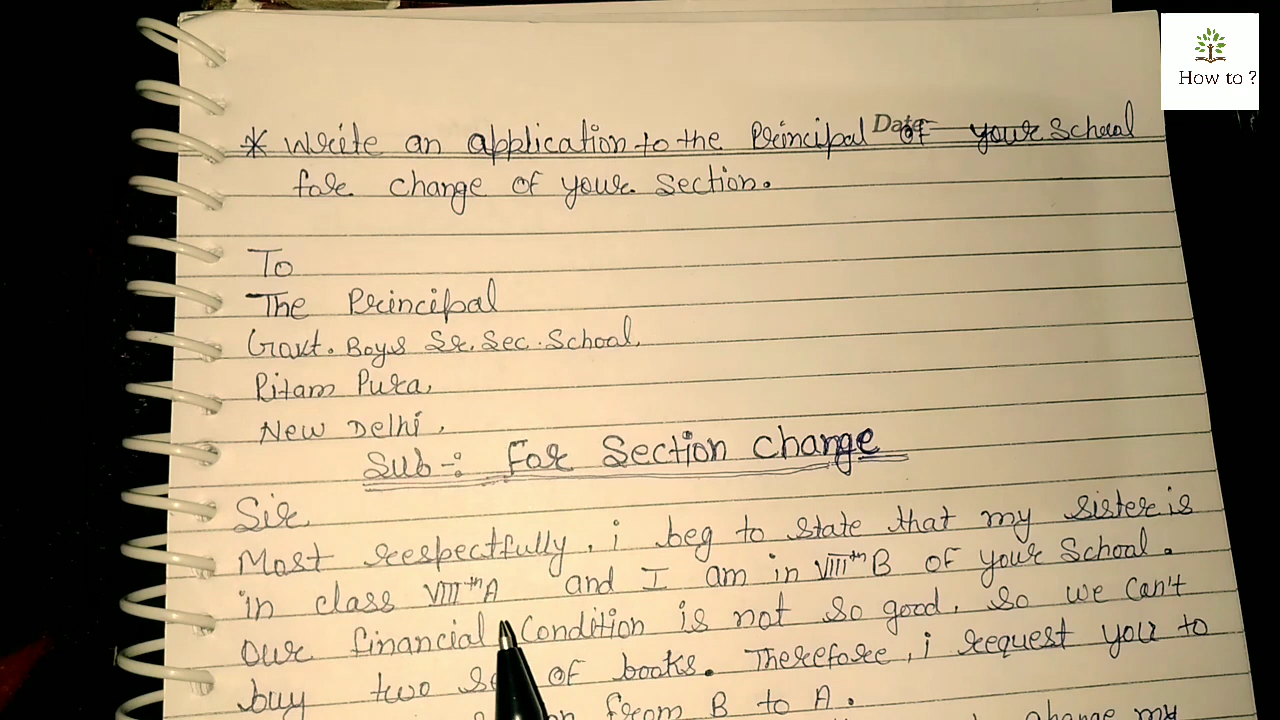 How to ?
Date
* Write an application to the Principal of your School
for change of your section.
To
The Principal
Govt. Boys Sr. Sec. School,
Pitam Pura,
New Delhi,
Sub-: For Section Change
Sir,
Most respectfully, i beg to state that my sister is
in class VIIIth A and I am in VIIIth B of your School.
Our financial Condition is not so good, so we can't
buy two of books. Therefore, i request you to
from B to A.
change my